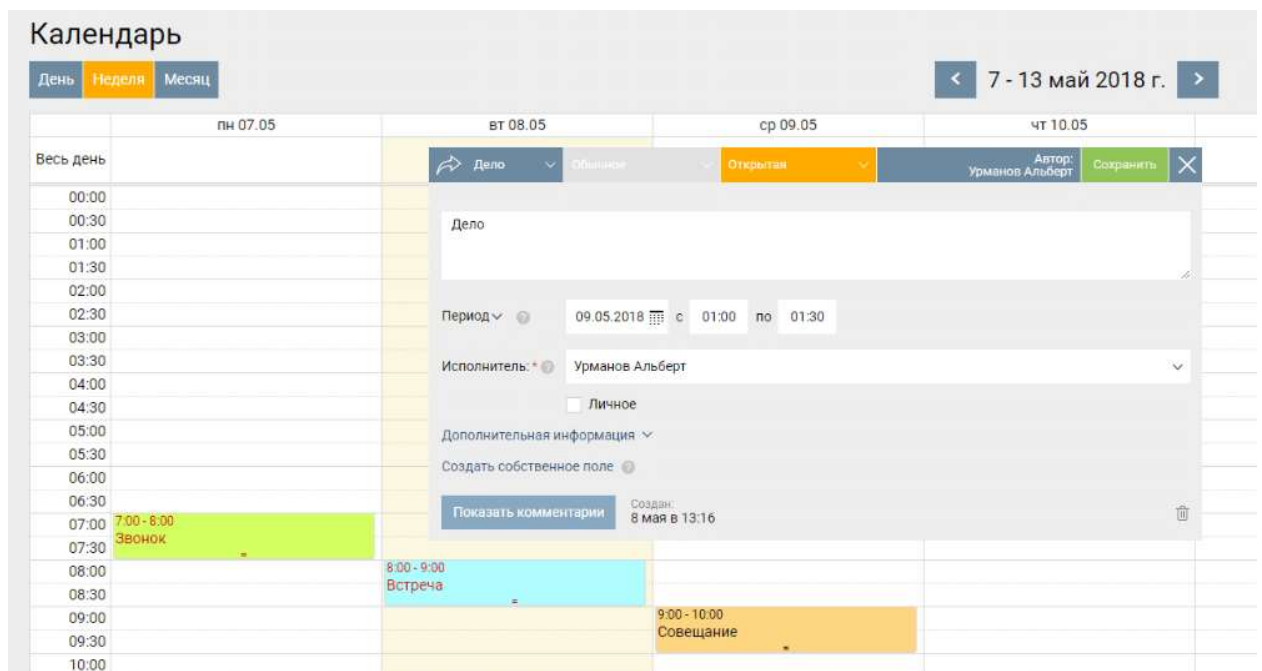 Календарь
День Неделя Месяц
7 - 13 май 2018 г.
пн 07.05 вт 08.05 ср 09.05 чт 10.05
Весь день
Дело Обычное Открытая Автор: Урманов Альберт Сохранить
00:00
00:30
Дело
01:00
01:30
02:00
02:30
Период 09.05.2018 с 01:00 по 01:30
03:00
03:30
Исполнитель: * Урманов Альберт
04:00
04:30
Личное
05:00
Дополнительная информация
05:30
Создать собственное поле
06:00
06:30
Показать комментарии Создан: 8 мая в 13:16
07:00 7:00 - 8:00
07:30 Звонок
08:00 8:00 - 9:00
Встреча
08:30
09:00 9:00 - 10:00
Совещание
09:30
10:00